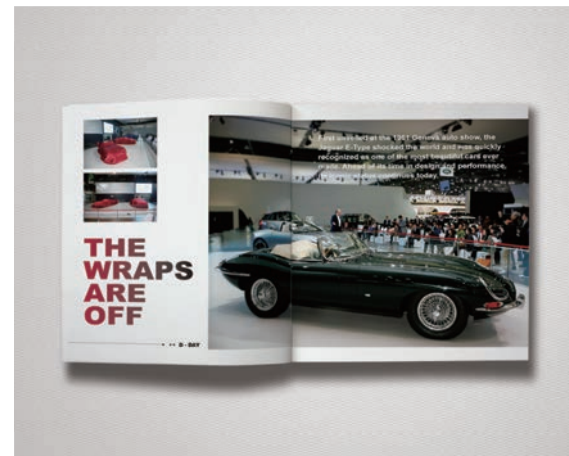 THE
WRAPS
ARE
OFF
D-DAY
First unveiled at the 1961 Geneva auto show, the
Jaguar E-Type shocked the world and was quickly
recognized as one of the most beautiful cars ever
made. Ahead of its time in design and performance,
continues today.